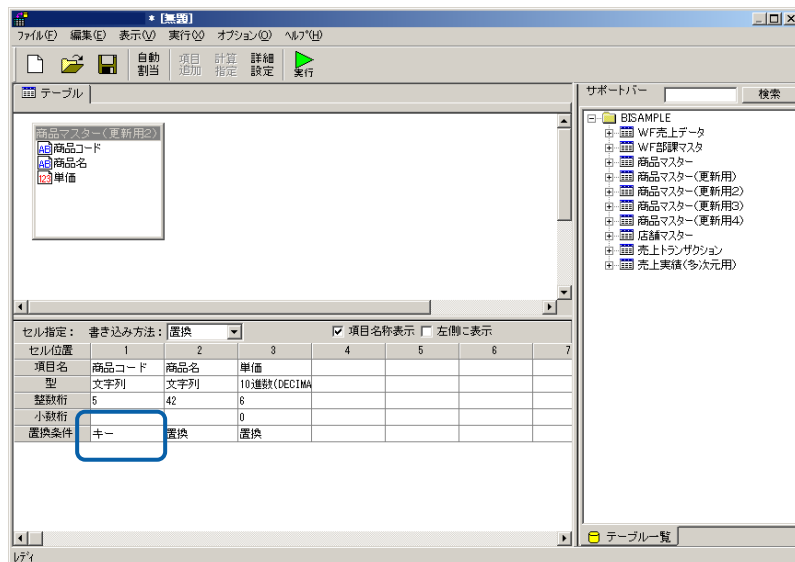 * [無題]
ファイル(F) 編集(E) 表示(V) 実行(X) オプション(O) ヘルプ(H)
自動割当 項目追加 計算指定 詳細設定 実行
テーブル
商品マスター(更新用2)
商品コード
商品名
単価
セル指定: 書き込み方法: 置換 項目名称表示 左側に表示
セル位置 1 2 3 4 5 6 7
項目名 商品コード 商品名 単価
型 文字列 文字列 10進数(DECIMA
整数桁 5 42 6
小数桁 0
置換条件 キー 置換 置換
サポートバー 検索
BISAMPLE
WF売上データ
WF部課マスタ
商品マスター
商品マスター(更新用)
商品マスター(更新用2)
商品マスター(更新用3)
商品マスター(更新用4)
店舗マスター
売上トランザクション
売上実績(多次元用)
テーブル一覧
レディ